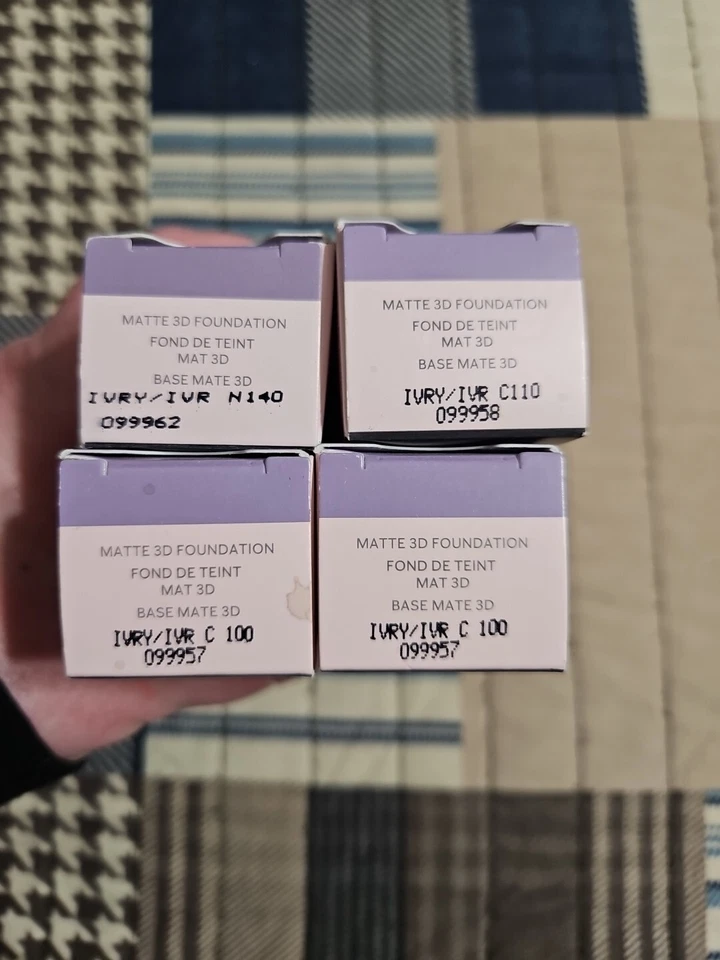 MATTE 3D FOUNDATION
FOND DE TEINT
MAT 3D
BASE MATE 3D
IVRY/IVR N140
099962
MATTE 3D FOUNDATION
FOND DE TEINT
MAT 3D
BASE MATE 3D
IVRY/IVR C110
099958
MATTE 3D FOUNDATION
FOND DE TEINT
MAT 3D
BASE MATE 3D
IVRY/IVR C 100
099957
MATTE 3D FOUNDATION
FOND DE TEINT
MAT 3D
BASE MATE 3D
IVRY/IVR C 100
099957